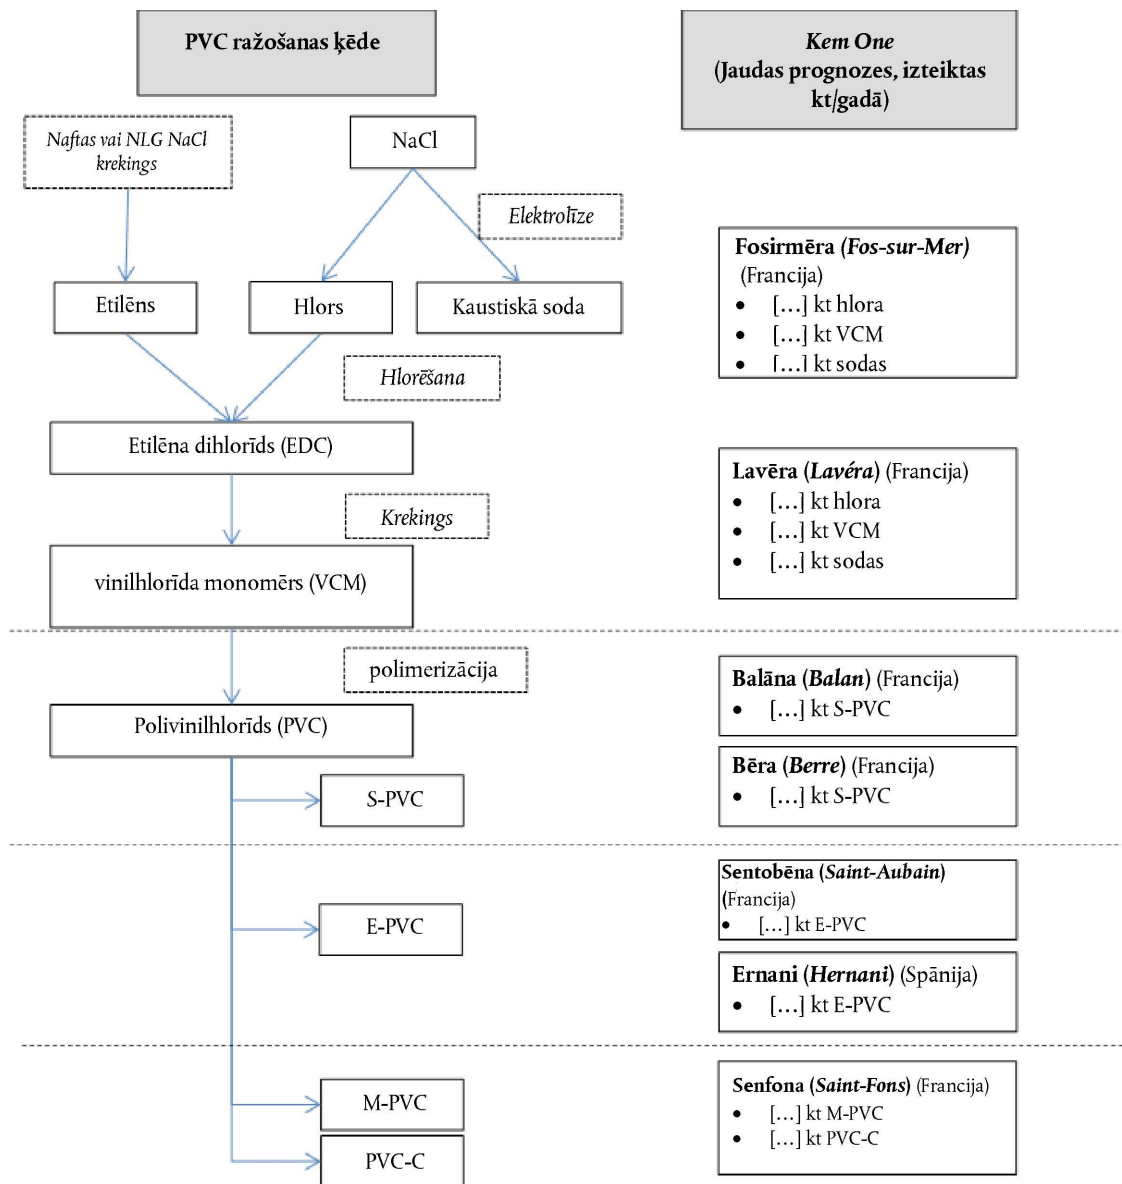 PVC ražošanas ķēde
Kem One
(Jaudas prognozes, izteiktas
kt/gadā)
Naftas vai NLG NaCl
krekings
NaCl
Elektrolīze
Etilēns
Hlors
Kaustiskā soda
Hlorēšana
Etilēna dihlorīds (EDC)
Krekings
vinilhlorīda monomērs (VCM)
polimerizācija
Polivinilhlorīds (PVC)
S-PVC
E-PVC
M-PVC
PVC-C
Fosirmēra (Fos-sur-Mer)
(Francija)
• […] kt hlora
• […] kt VCM
• […] kt sodas
Lavēra (Lavéra) (Francija)
• […] kt hlora
• […] kt VCM
• […] kt sodas
Balāna (Balan) (Francija)
• […] kt S-PVC
Bēra (Berre) (Francija)
• […] kt S-PVC
Sentobēna (Saint-Aubain)
(Francija)
• […] kt E-PVC
Ernani (Hernani) (Spānija)
• […] kt E-PVC
Senfona (Saint-Fons) (Francija)
• […] kt M-PVC
• […] kt PVC-C